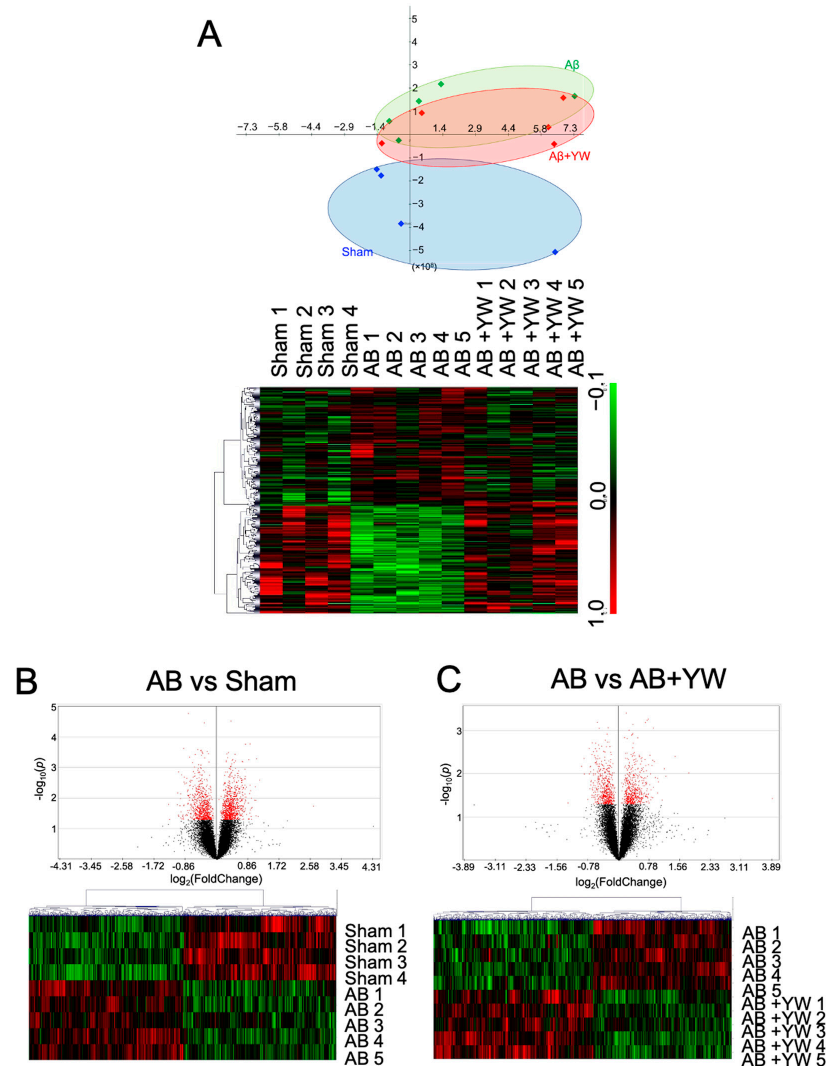 A
5
4
3
2
1
-1
-2
-3
-4
-5
(×10⁶)
-7.3 -5.8 -4.4 -2.9 -1.4 1.4 2.9 4.4 5.8 7.3
Aβ
Aβ+YW
Sham
Sham 1
Sham 2
Sham 3
Sham 4
AB 1
AB 2
AB 3
AB 4
AB 5
AB +YW 1
AB +YW 2
AB +YW 3
AB +YW 4
AB +YW 5
-0.1
0.0
1.0
B
AB vs Sham
5
4
3
2
1
-log10(p)
-4.31 -3.45 -2.58 -1.72 -0.86 0.86 1.72 2.58 3.45 4.31
log2(FoldChange)
Sham 1
Sham 2
Sham 3
Sham 4
AB 1
AB 2
AB 3
AB 4
AB 5
C
AB vs AB+YW
3
2
1
-log10(p)
-3.89 -3.11 -2.33 -1.56 -0.78 0.78 1.56 2.33 3.11 3.89
log2(FoldChange)
AB 1
AB 2
AB 3
AB 4
AB 5
AB +YW 1
AB +YW 2
AB +YW 3
AB +YW 4
AB +YW 5